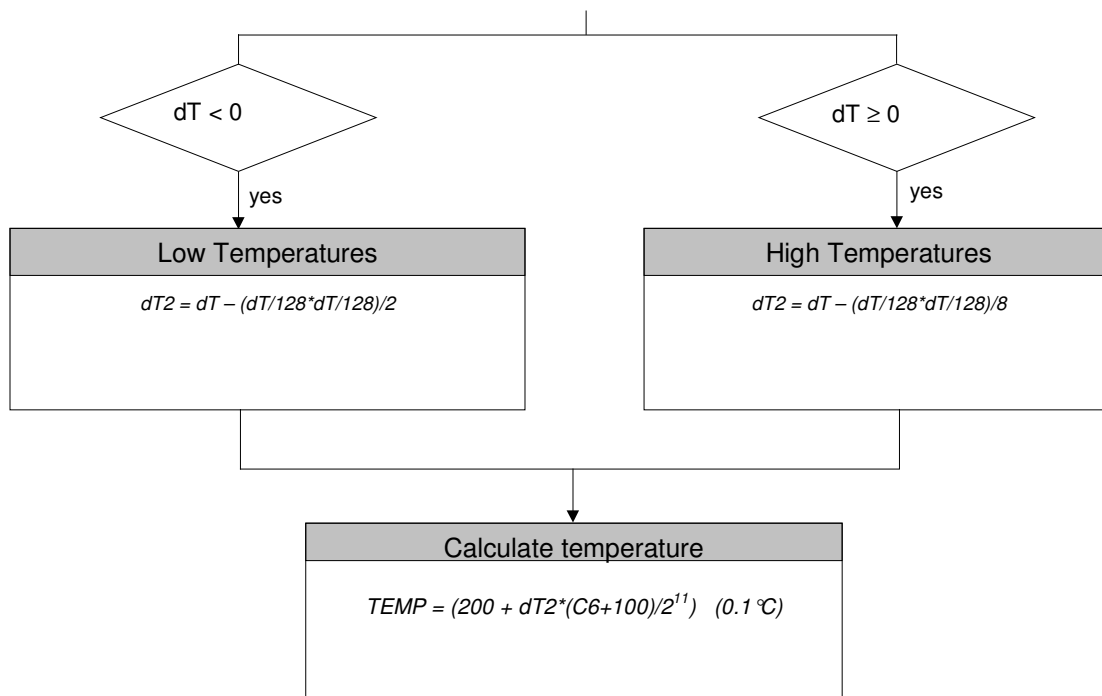 dT < 0
dT ≥ 0
yes
yes
Low Temperatures
High Temperatures
dT2 = dT – (dT/128*dT/128)/2
dT2 = dT – (dT/128*dT/128)/8
Calculate temperature
TEMP = (200 + dT2*(C6+100)/2¹¹) (0.1°C)